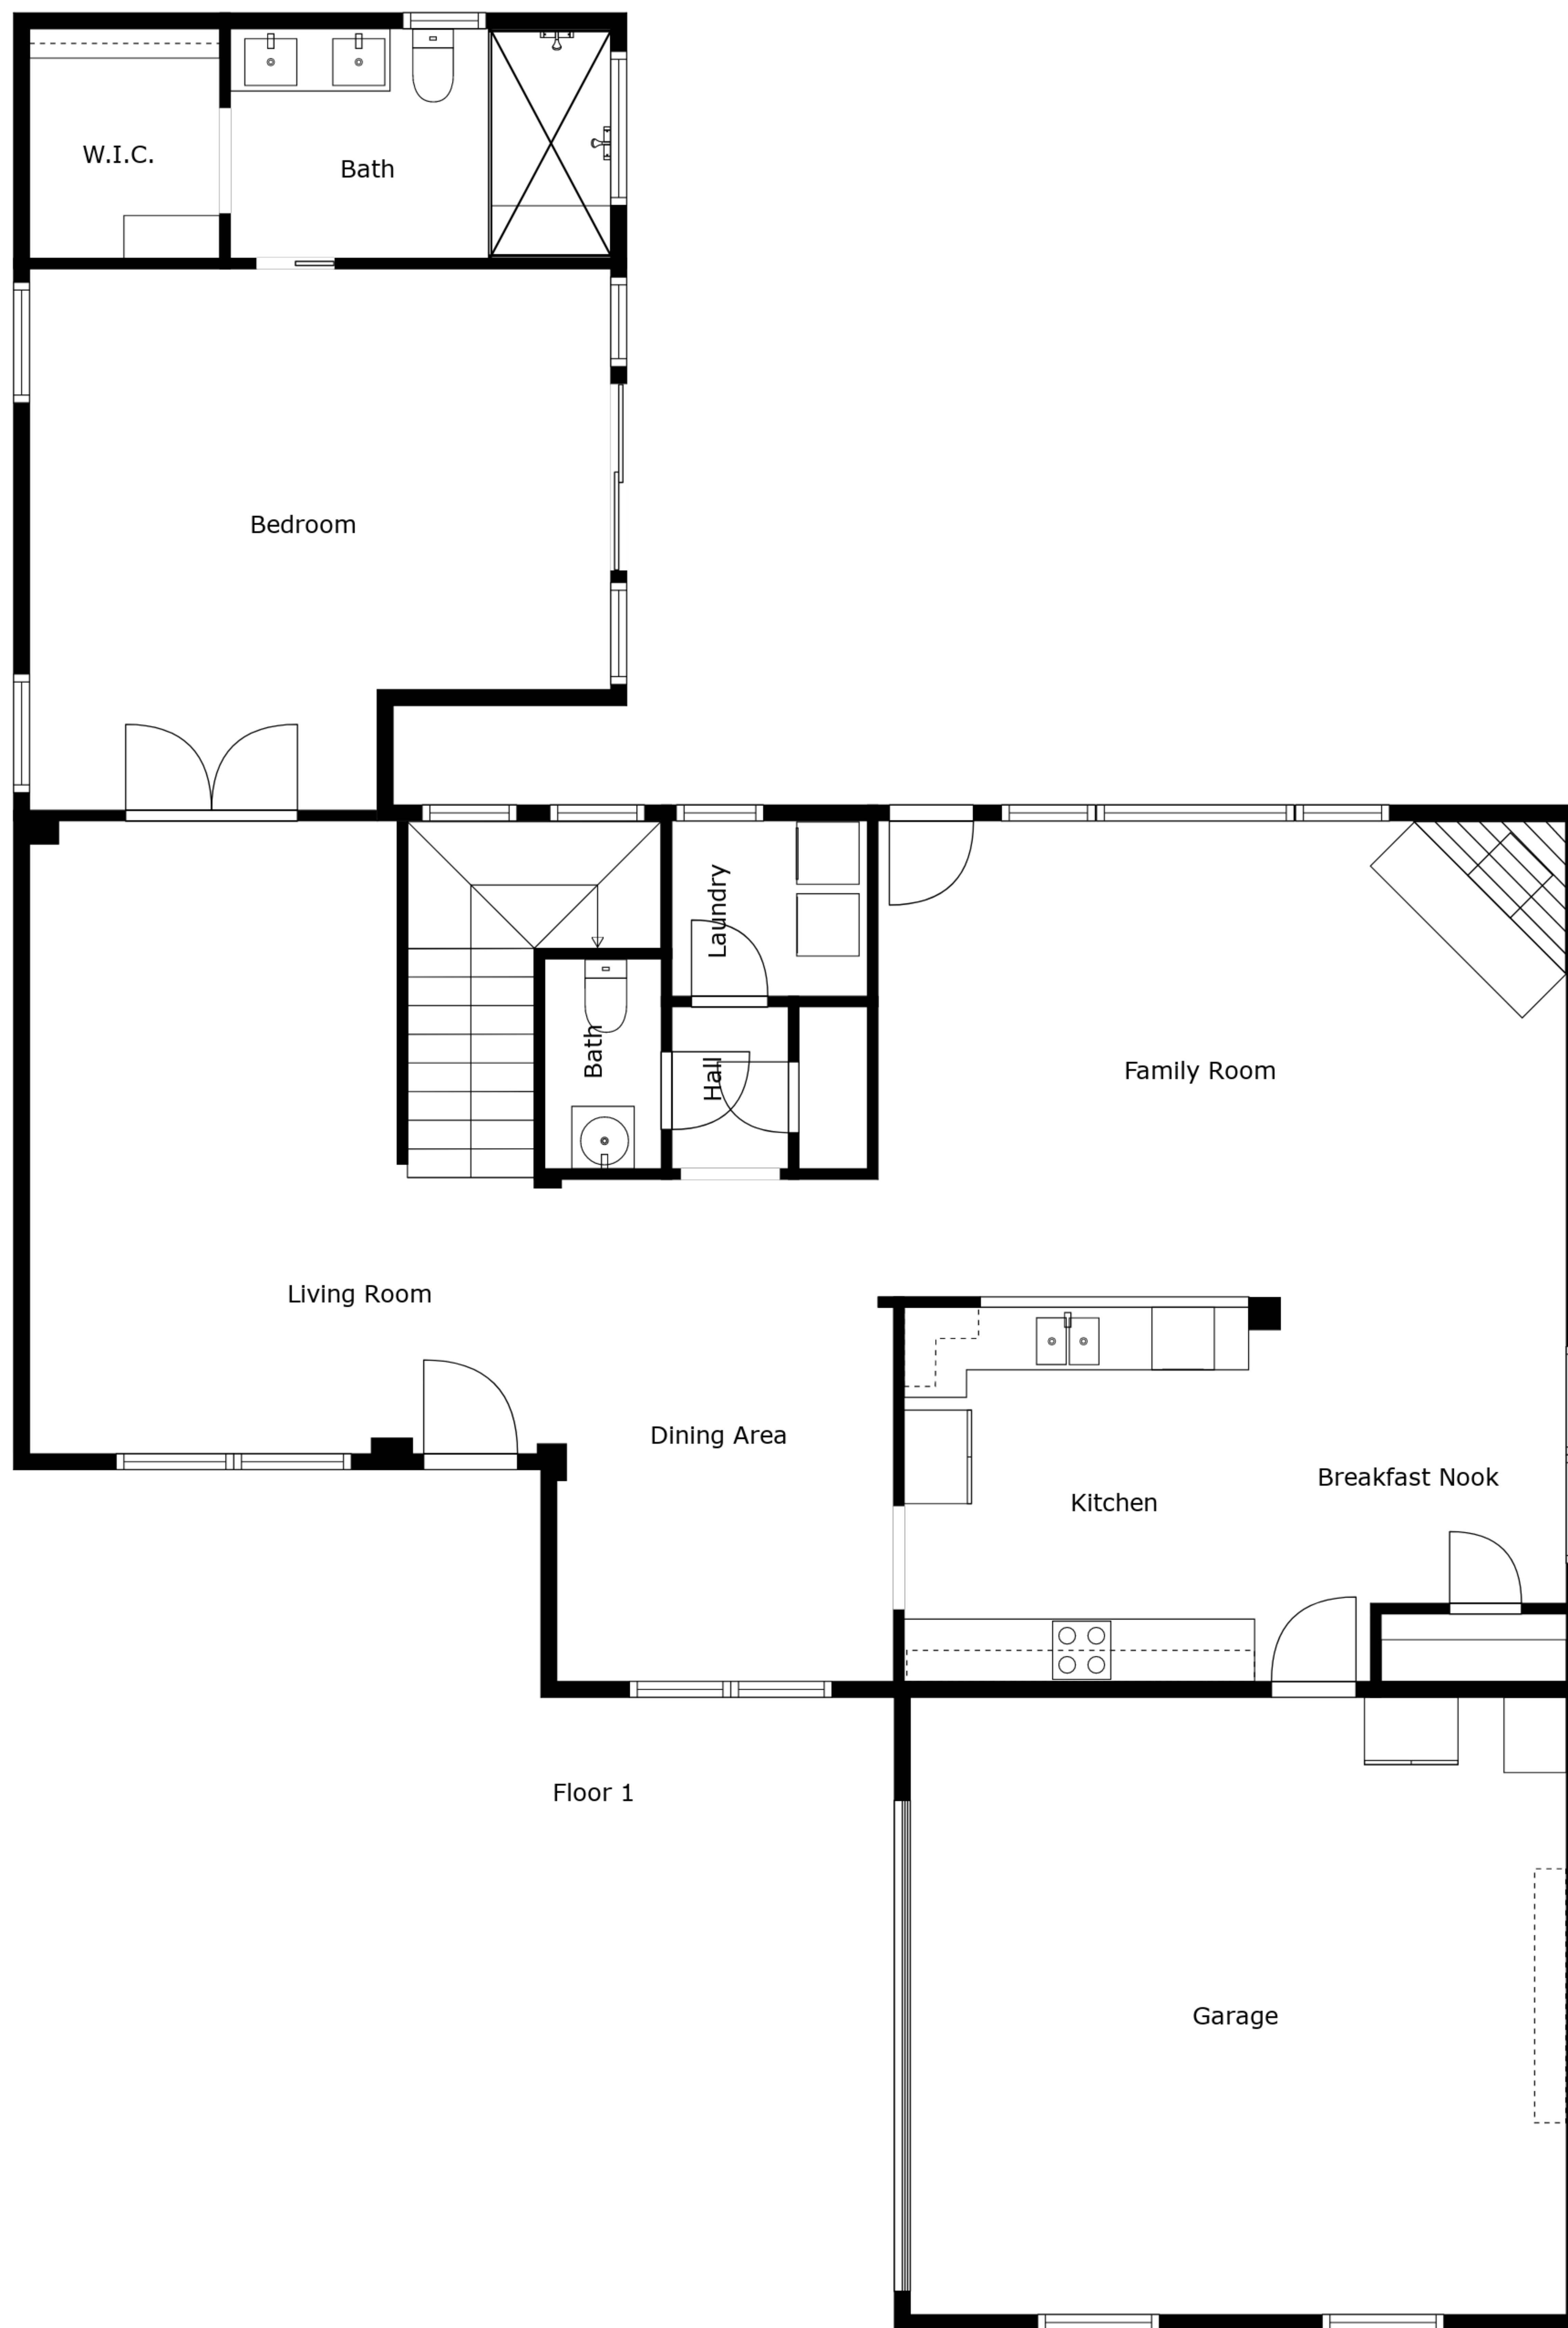 W.I.C.
Bath
Bedroom
Laundry
Bath
Hall
Family Room
Living Room
Dining Area
Breakfast Nook
Kitchen
Floor 1
Garage